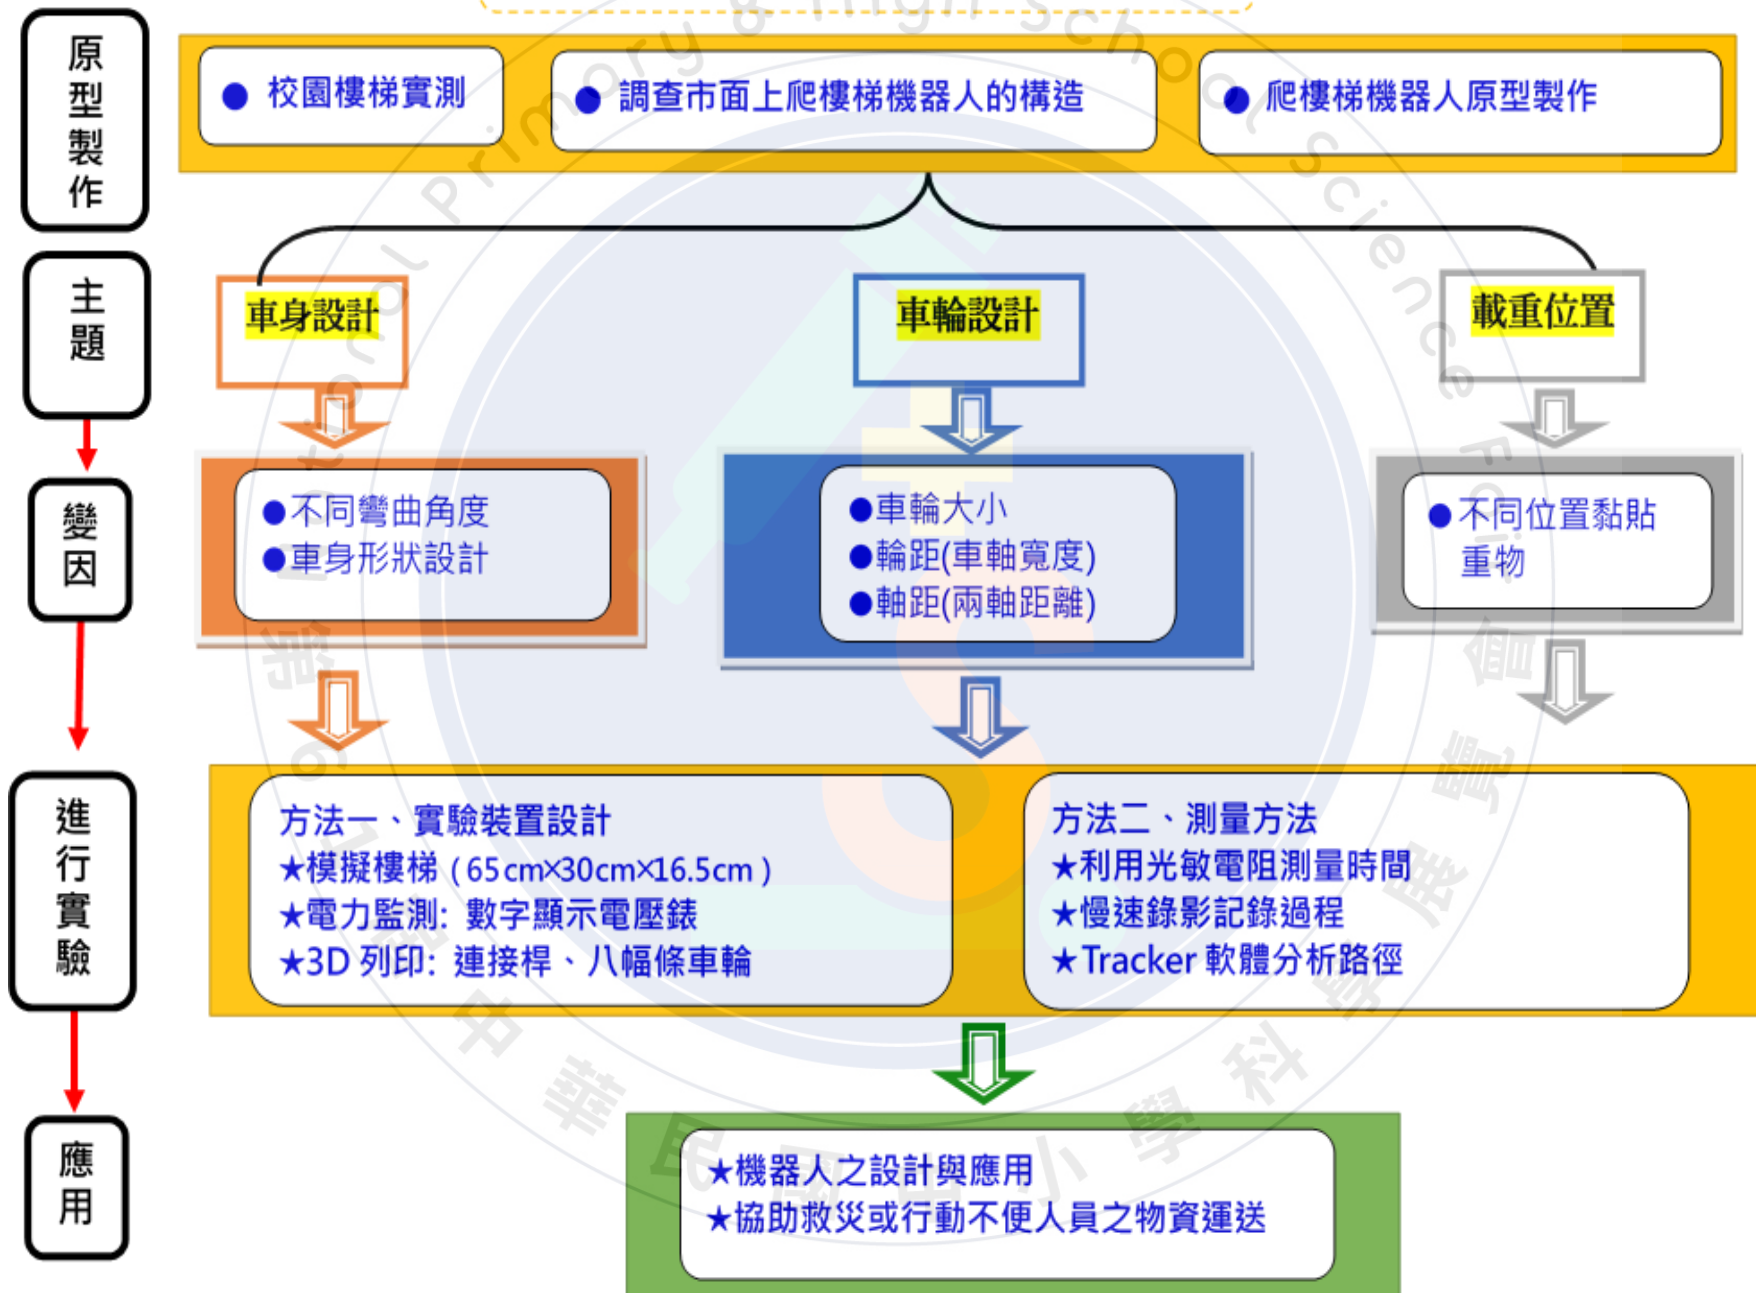 原型製作
● 校園樓梯實測
● 調查市面上爬樓梯機器人的構造
● 爬樓梯機器人原型製作
主題
車身設計
車輪設計
載重位置
變因
●不同彎曲角度
●車身形狀設計
●車輪大小
●輪距(車軸寬度)
●軸距(兩軸距離)
● 不同位置黏貼
重物
進行實驗
方法一、實驗裝置設計
★模擬樓梯 ( 65cm×30cm×16.5cm )
★電力監測: 數字顯示電壓錶
★3D 列印: 連接桿、八幅條車輪
方法二、測量方法
★利用光敏電阻測量時間
★慢速錄影記錄過程
★Tracker 軟體分析路徑
應用
★機器人之設計與應用
★協助救災或行動不便人員之物資運送